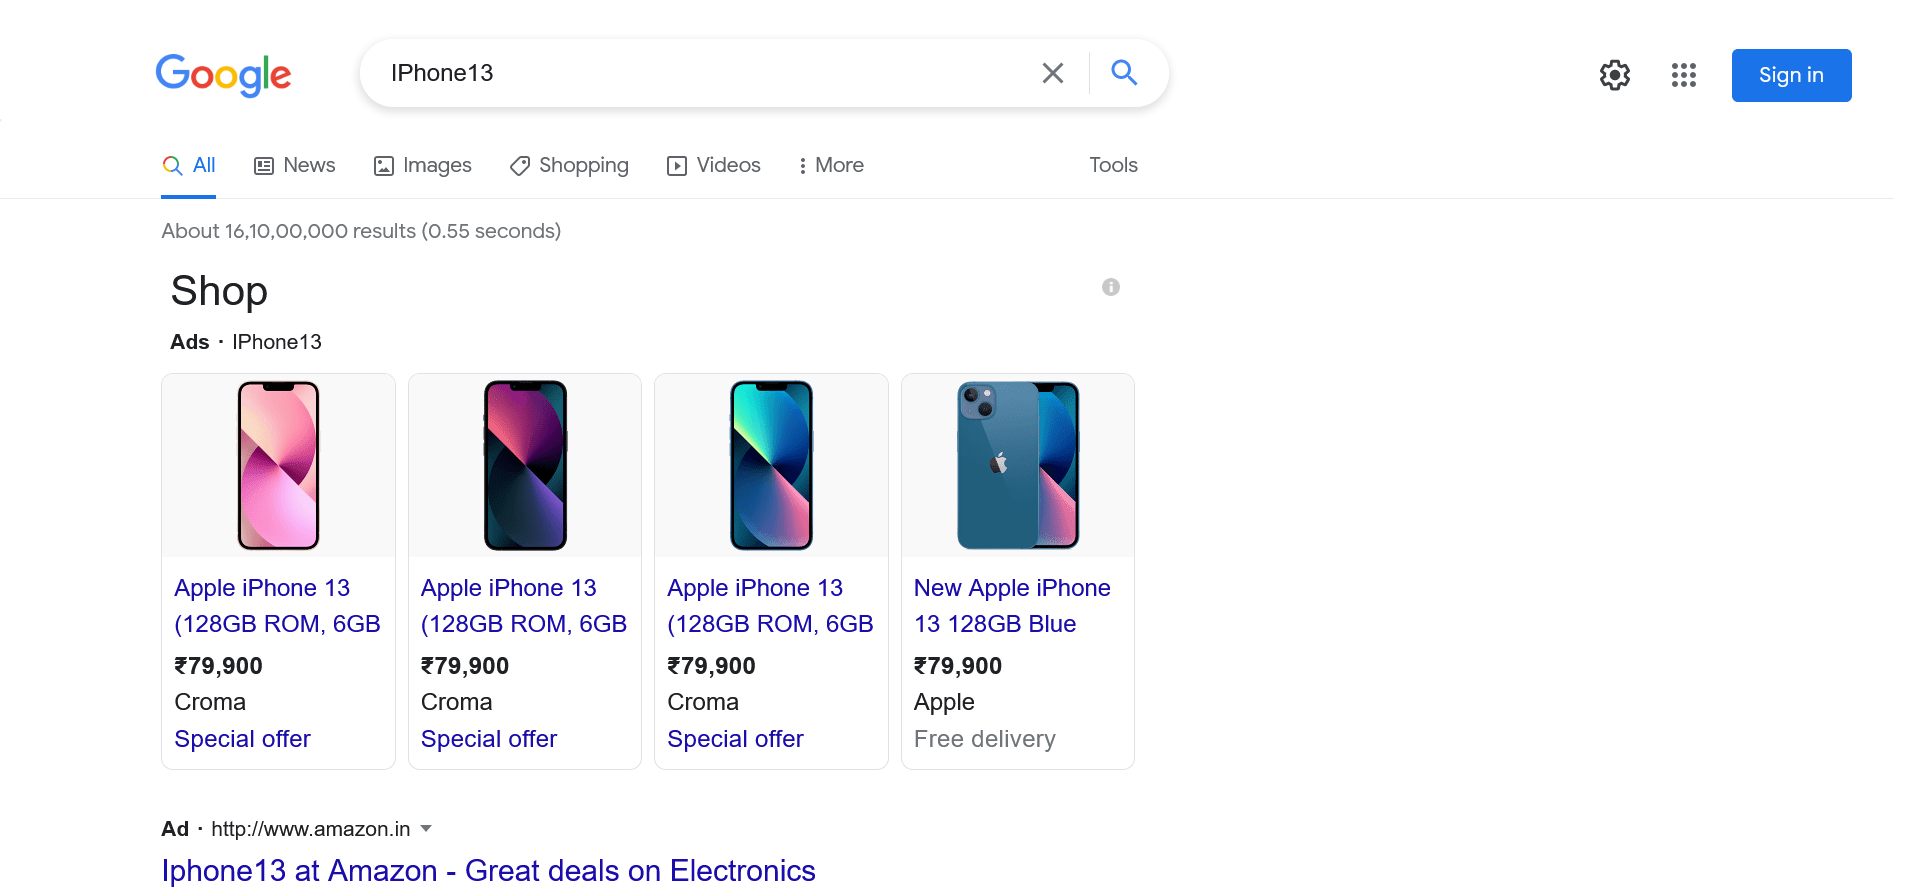 Google
IPhone13
Sign in
All News Images Shopping Videos More Tools
About 16,10,00,000 results (0.55 seconds)
Shop
Ads · IPhone13
Apple iPhone 13
(128GB ROM, 6GB
₹79,900
Croma
Special offer
Apple iPhone 13
(128GB ROM, 6GB
₹79,900
Croma
Special offer
Apple iPhone 13
(128GB ROM, 6GB
₹79,900
Croma
Special offer
New Apple iPhone
13 128GB Blue
₹79,900
Apple
Free delivery
Ad · http://www.amazon.in
Iphone13 at Amazon - Great deals on Electronics